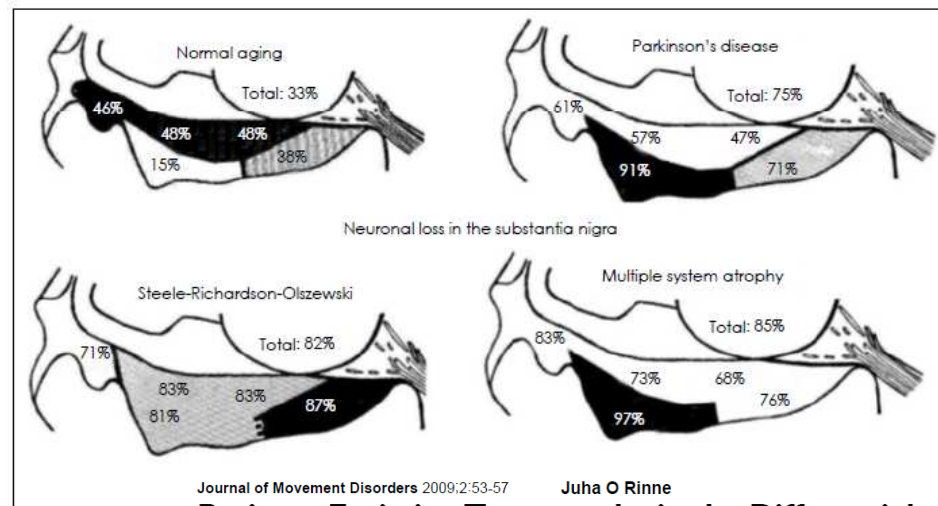 Normal aging
Total: 33%
46%
48%
48%
15%
38%
Parkinson's disease
Total: 75%
61%
57%
47%
91%
71%
Neuronal loss in the substantia nigra
Steele-Richardson-Olszewski
Total: 82%
71%
83%
83%
81%
87%
Multiple system atrophy
Total: 85%
83%
73%
68%
76%
97%
Journal of Movement Disorders 2009;2:53-57
Juha O Rinne